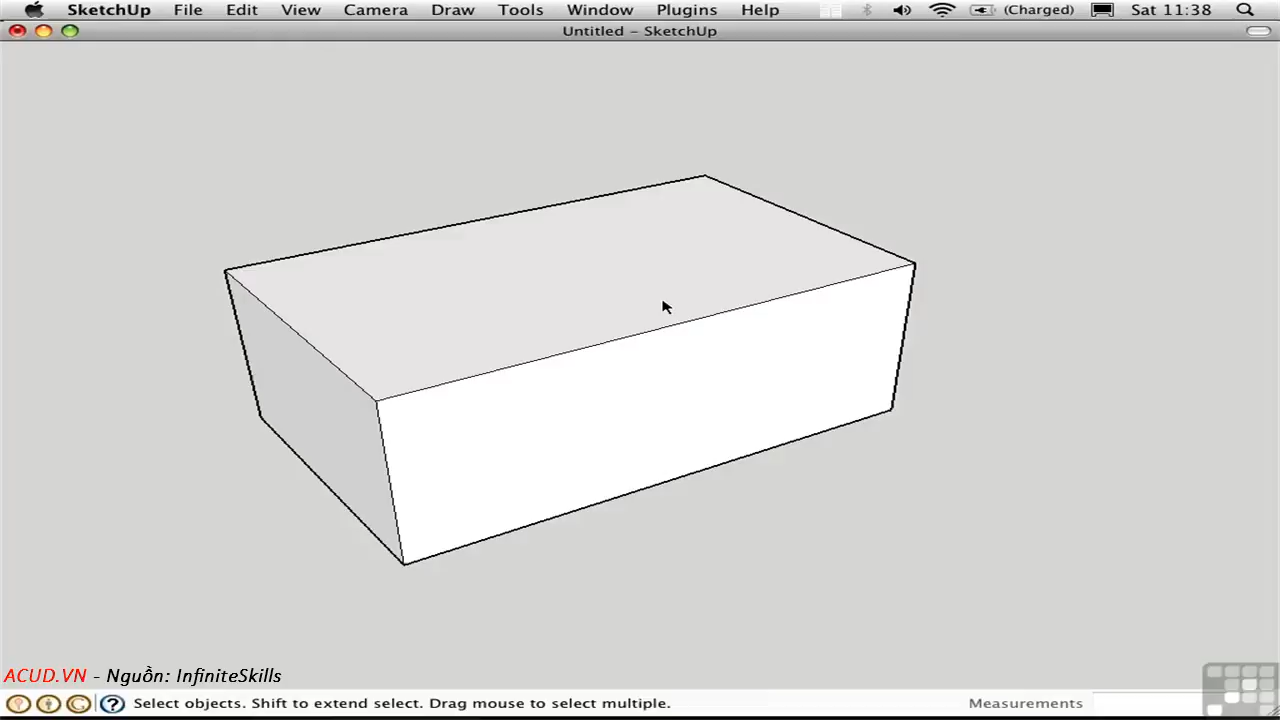 SketchUp File Edit View Camera Draw Tools Window Plugins Help (Charged) Sat 11:38
Untitled – SketchUp
ACUD.VN - Nguồn: InfiniteSkills
Select objects. Shift to extend select. Drag mouse to select multiple. Measurements